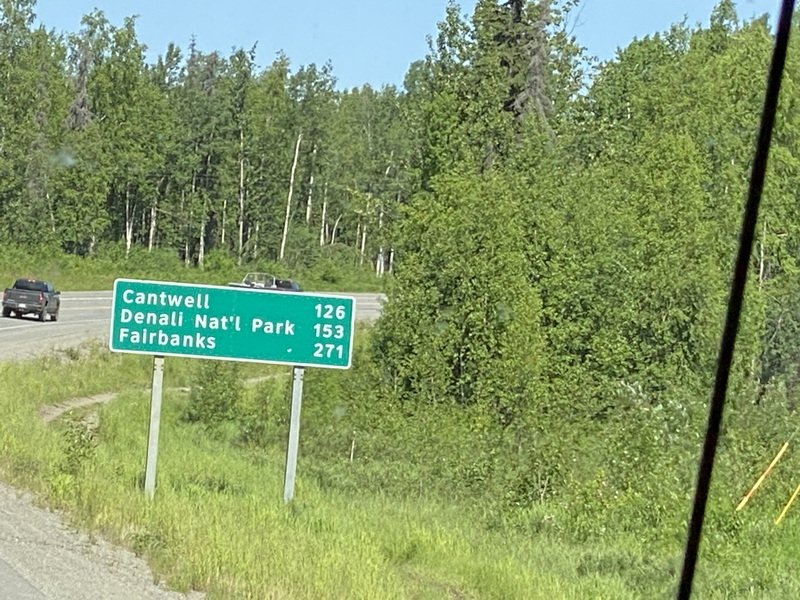 Cantwell 126
Denali Nat'l Park 153
Fairbanks 271